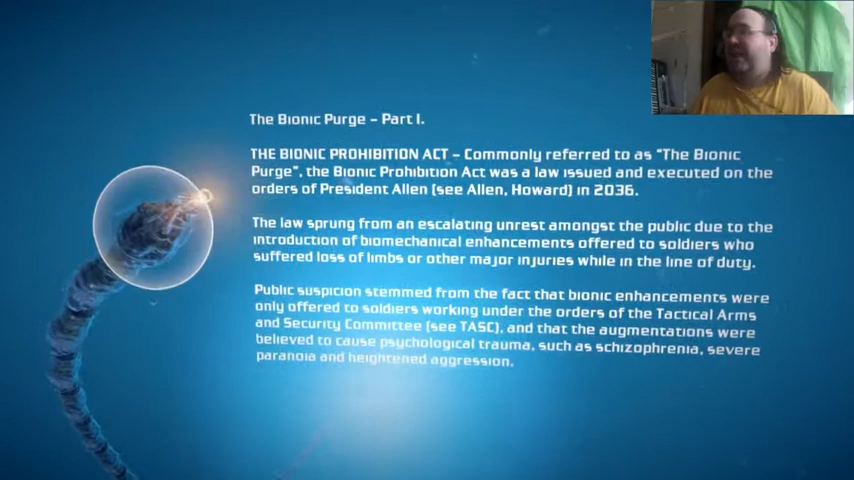 The Bionic Purge – Part I.
THE BIONIC PROHIBITION ACT – Commonly referred to as "The Bionic
Purge", the Bionic Prohibition Act was a law issued and executed on the
orders of President Allen (see Allen, Howard) in 2036.
The law sprung from an escalating unrest amongst the public due to the
introduction of biomechanical enhancements offered to soldiers who
suffered loss of limbs or other major injuries while in the line of duty.
Public suspicion stemmed from the fact that bionic enhancements were
only offered to soldiers working under the orders of the Tactical Arms
and Security Committee (see TASC), and that the augmentations were
believed to cause psychological trauma, such as schizophrenia, severe
paranoia and heightened aggression.